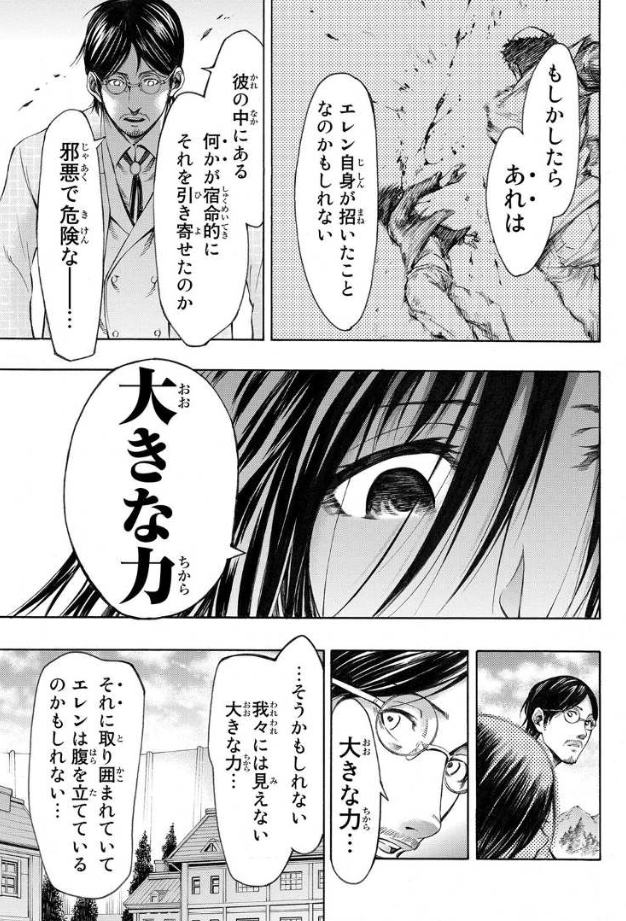 もしかしたら
あれは
エレン自身が招いたこと
なのかもしれない
彼の中にある
何かが宿命的に
それを引き寄せたのか
邪悪で危険な――…
大きな力
大きな力…
…そうかもしれない
我々には見えない
大きな力…
それに取り囲まれていて
エレンは腹を立てている
のかもしれない…